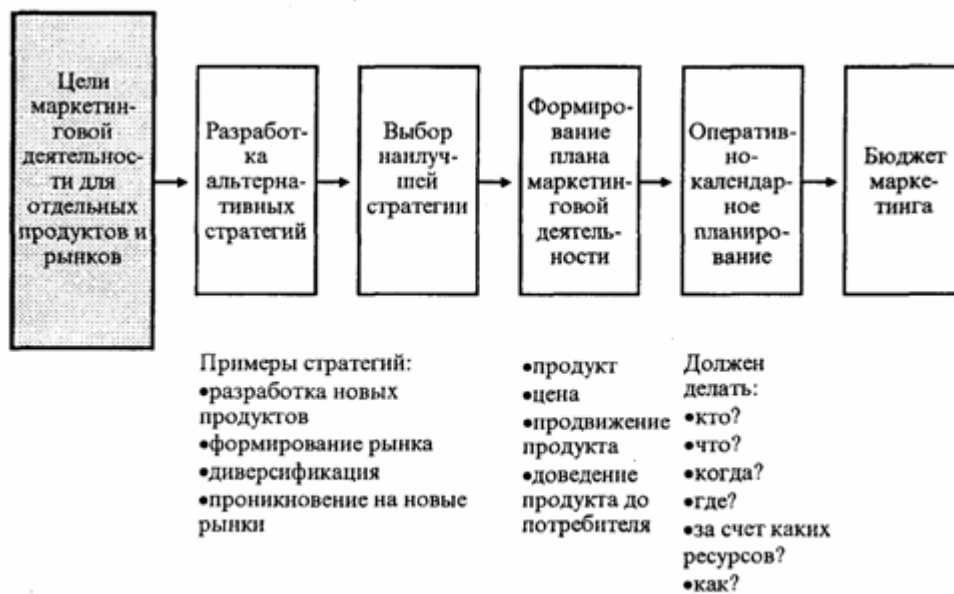 Цели
маркетин-
говой
деятельнос-
ти для
отдельных
продуктов и
рынков
Разработ-
ка
альтерна-
тивных
стратегий
Выбор
наилуч-
шей
стратегии
Формиро-
вание
плана
маркетин-
говой
деятель-
ности
Оператив-
но-
календар-
ное
планиро-
вание
Бюджет
марке-
тинга
Примеры стратегий:
•разработка новых
продуктов
•формирование рынка
•диверсификация
•проникновение на новые
рынки
•продукт
•цена
•продвижение
продукта
•доведение
продукта до
потребителя
Должен
делать:
•кто?
•что?
•когда?
•где?
•за счет каких
ресурсов?
•как?